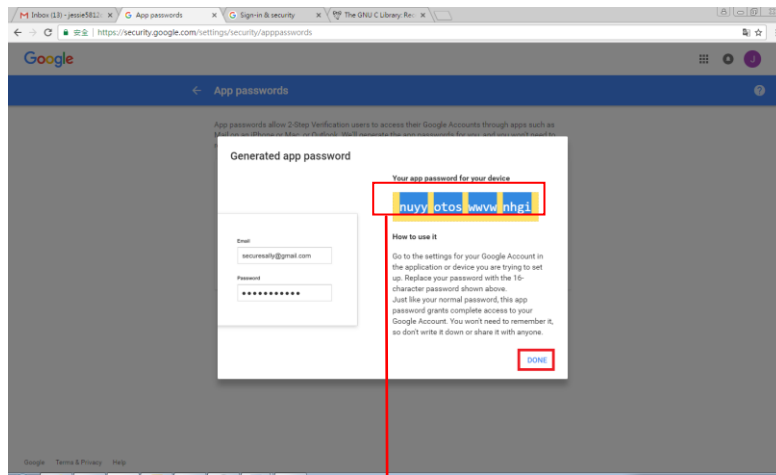 Inbox (13) - jessie5812
App passwords
Sign-in & security
The GNU C Library: Rec
安全 | https://security.google.com/settings/security/apppasswords
Google
J
App passwords
App passwords allow 2-Step Verification users to access their Google Accounts through apps such as
Mail on an iPhone or Mac, or Outlook. We'll generate the app passwords for you, and you won't need to
Generated app password
Your app password for your device
nuyy otos wwvw nhgi
Email
securesally@gmail.com
Password
How to use it
Go to the settings for your Google Account in
the application or device you are trying to set
up. Replace your password with the 16-
character password shown above.
Just like your normal password, this app
password grants complete access to your
Google Account. You won't need to remember it,
so don't write it down or share it with anyone.
DONE
Google Terms & Privacy Help